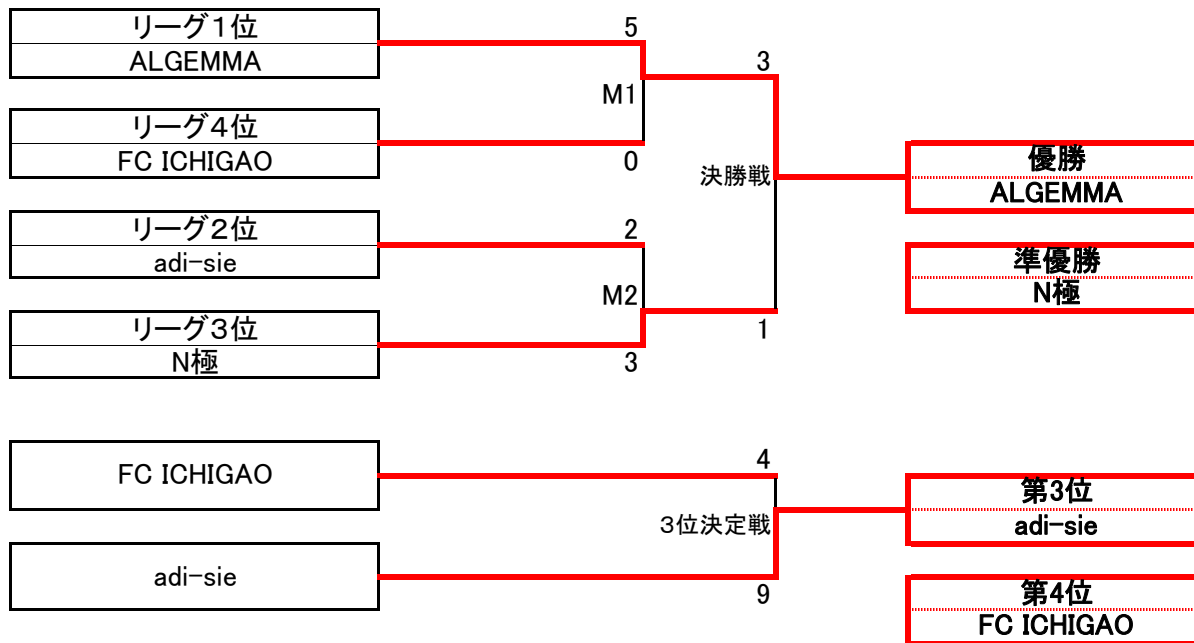 リーグ１位
ALGEMMA
5
3
M1
リーグ４位
FC ICHIGAO
0
決勝戦
優勝
ALGEMMA
リーグ２位
adi-sie
2
準優勝
N極
M2
リーグ３位
N極
3
1
FC ICHIGAO
4
第3位
adi-sie
３位決定戦
adi-sie
9
第4位
FC ICHIGAO